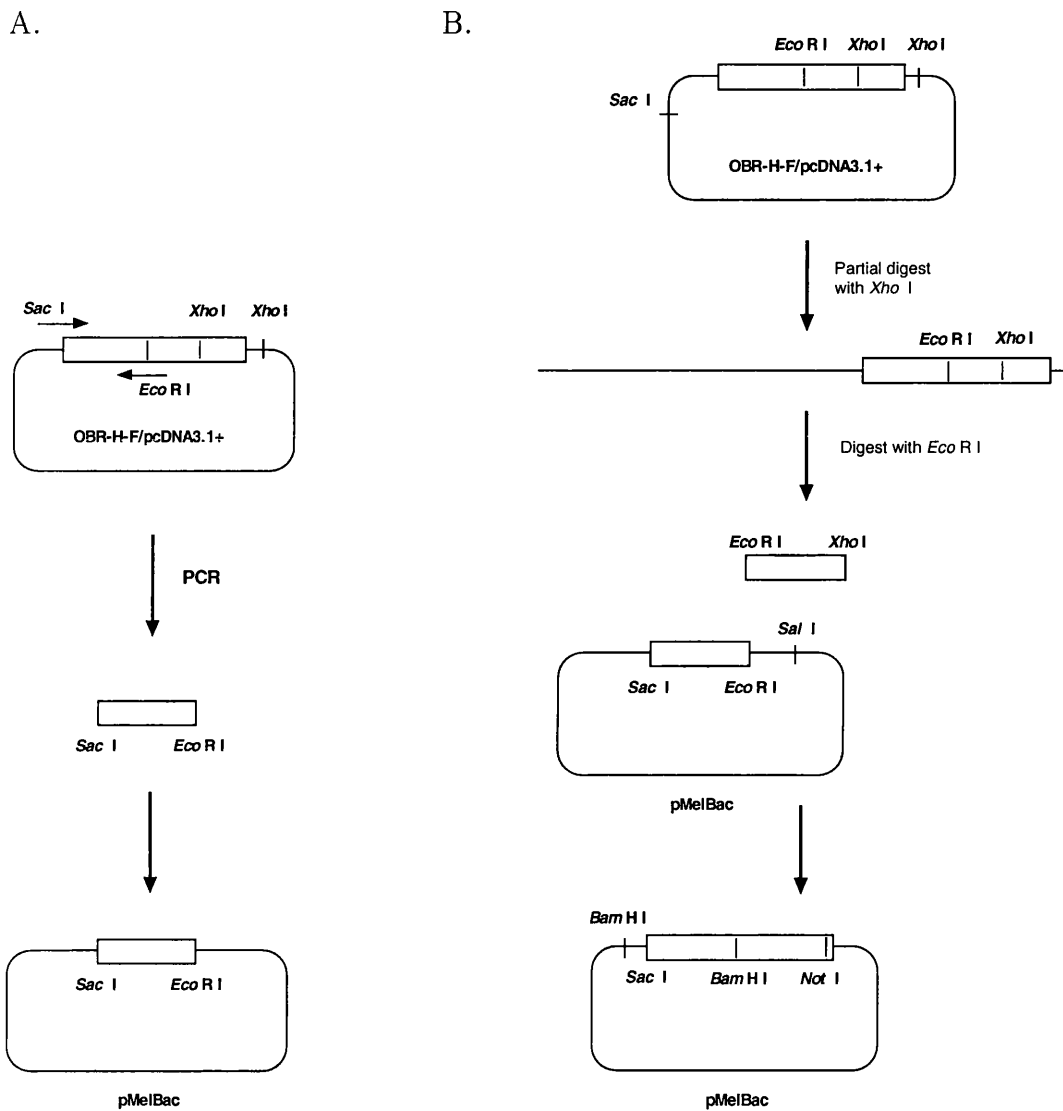 A.
Sac I
Xho I
Xho I
Eco R I
OBR-H-F/pcDNA3.1+
PCR
Sac I
Eco R I
Sac I
Eco R I
pMelBac
B.
Eco R I
Xho I
Xho I
Sac I
OBR-H-F/pcDNA3.1+
Partial digest
with Xho I
Eco R I
Xho I
Digest with Eco R I
Eco R I
Xho I
Sal I
Sac I
Eco R I
pMelBac
Bam H I
Sac I
Bam H I
Not I
pMelBac